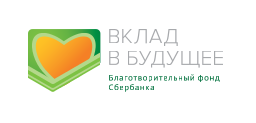 ВКЛАД
В БУДУЩЕЕ
Благотворительный фонд
Сбербанка